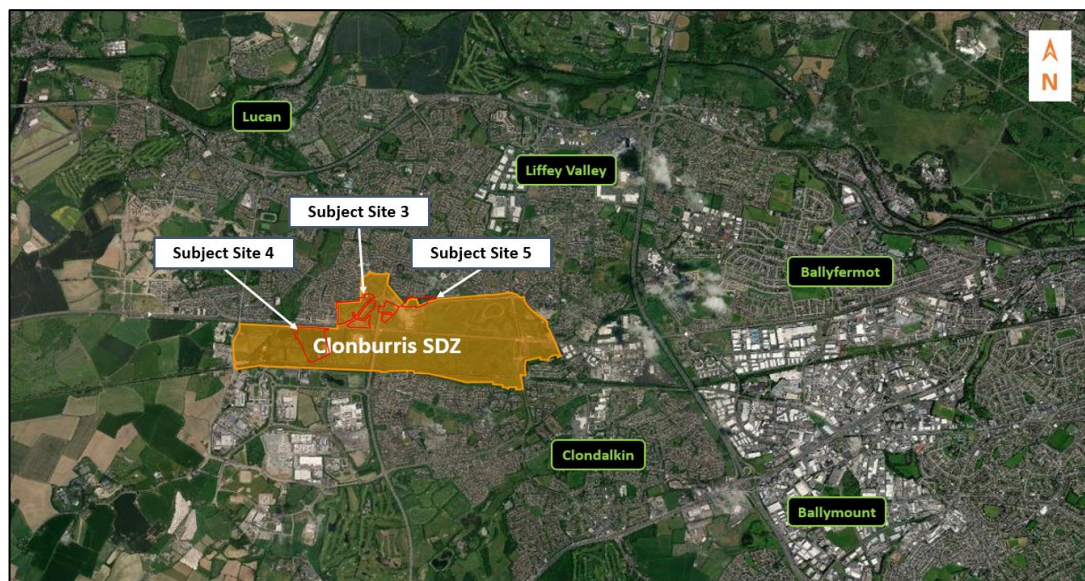 N
Lucan
Liffey Valley
Subject Site 3
Subject Site 4
Subject Site 5
Ballyfermot
Clonburris SDZ
Clondalkin
Ballymount